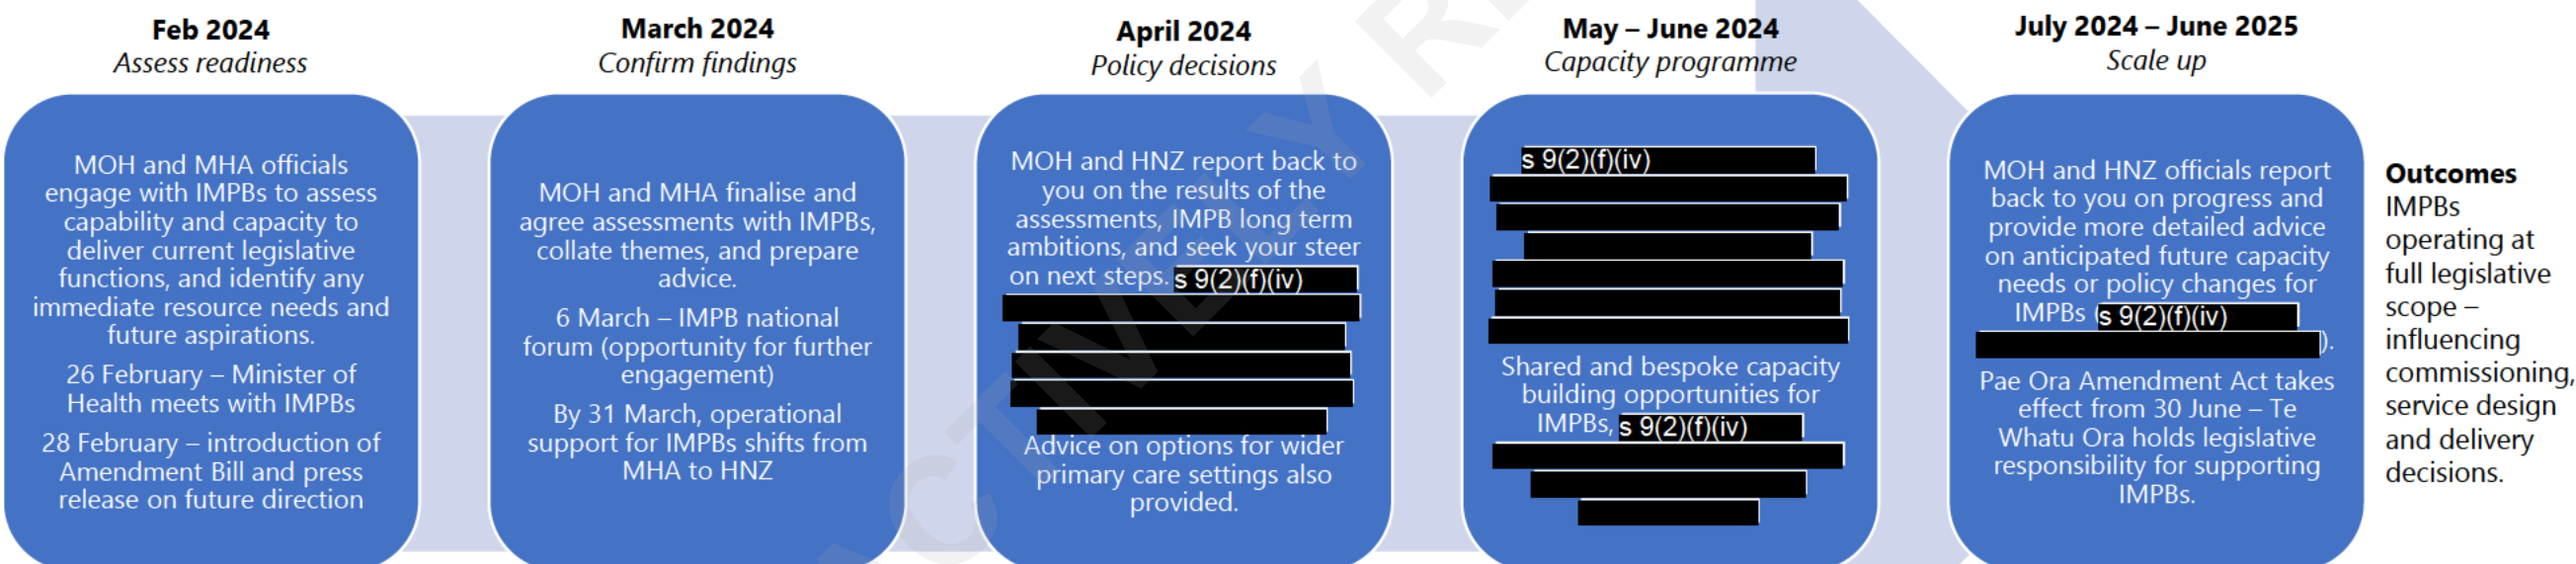 Feb 2024
Assess readiness
MOH and MHA officials
engage with IMPBs to assess
capability and capacity to
deliver current legislative
functions, and identify any
immediate resource needs and
future aspirations.
26 February – Minister of
Health meets with IMPBs
28 February – introduction of
Amendment Bill and press
release on future direction
March 2024
Confirm findings
MOH and MHA finalise and
agree assessments with IMPBs,
collate themes, and prepare
advice.
6 March – IMPB national
forum (opportunity for further
engagement)
By 31 March, operational
support for IMPBs shifts from
MHA to HNZ
April 2024
Policy decisions
MOH and HNZ report back to
you on the results of the
assessments, IMPB long term
ambitions, and seek your steer
on next steps. s 9(2)(f)(iv)
Advice on options for wider
primary care settings also
provided.
May – June 2024
Capacity programme
s 9(2)(f)(iv)
Shared and bespoke capacity
building opportunities for
IMPBs, s 9(2)(f)(iv)
July 2024 – June 2025
Scale up
MOH and HNZ officials report
back to you on progress and
provide more detailed advice
on anticipated future capacity
needs or policy changes for
IMPBs (s 9(2)(f)(iv)
).
Pae Ora Amendment Act takes
effect from 30 June – Te
Whatu Ora holds legislative
responsibility for supporting
IMPBs.
Outcomes
IMPBs
operating at
full legislative
scope –
influencing
commissioning,
service design
and delivery
decisions.